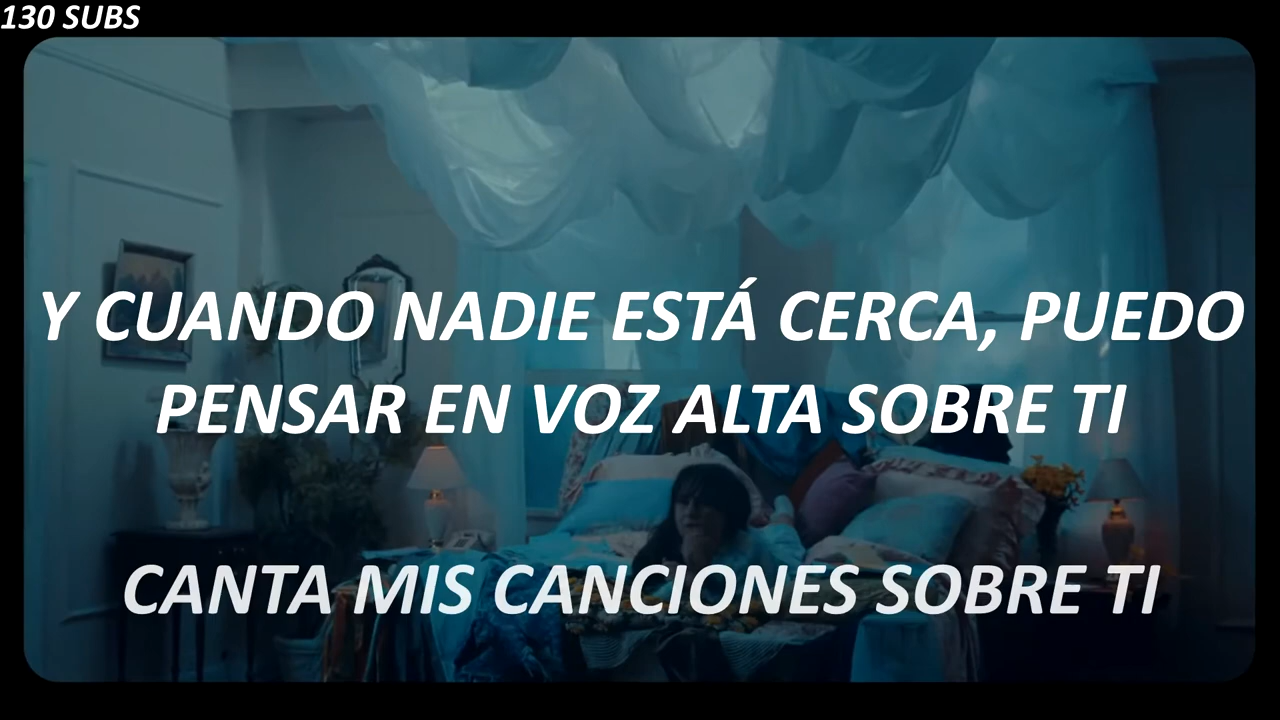 130 SUBS
Y CUANDO NADIE ESTÁ CERCA, PUEDO
PENSAR EN VOZ ALTA SOBRE TI
CANTA MIS CANCIONES SOBRE TI